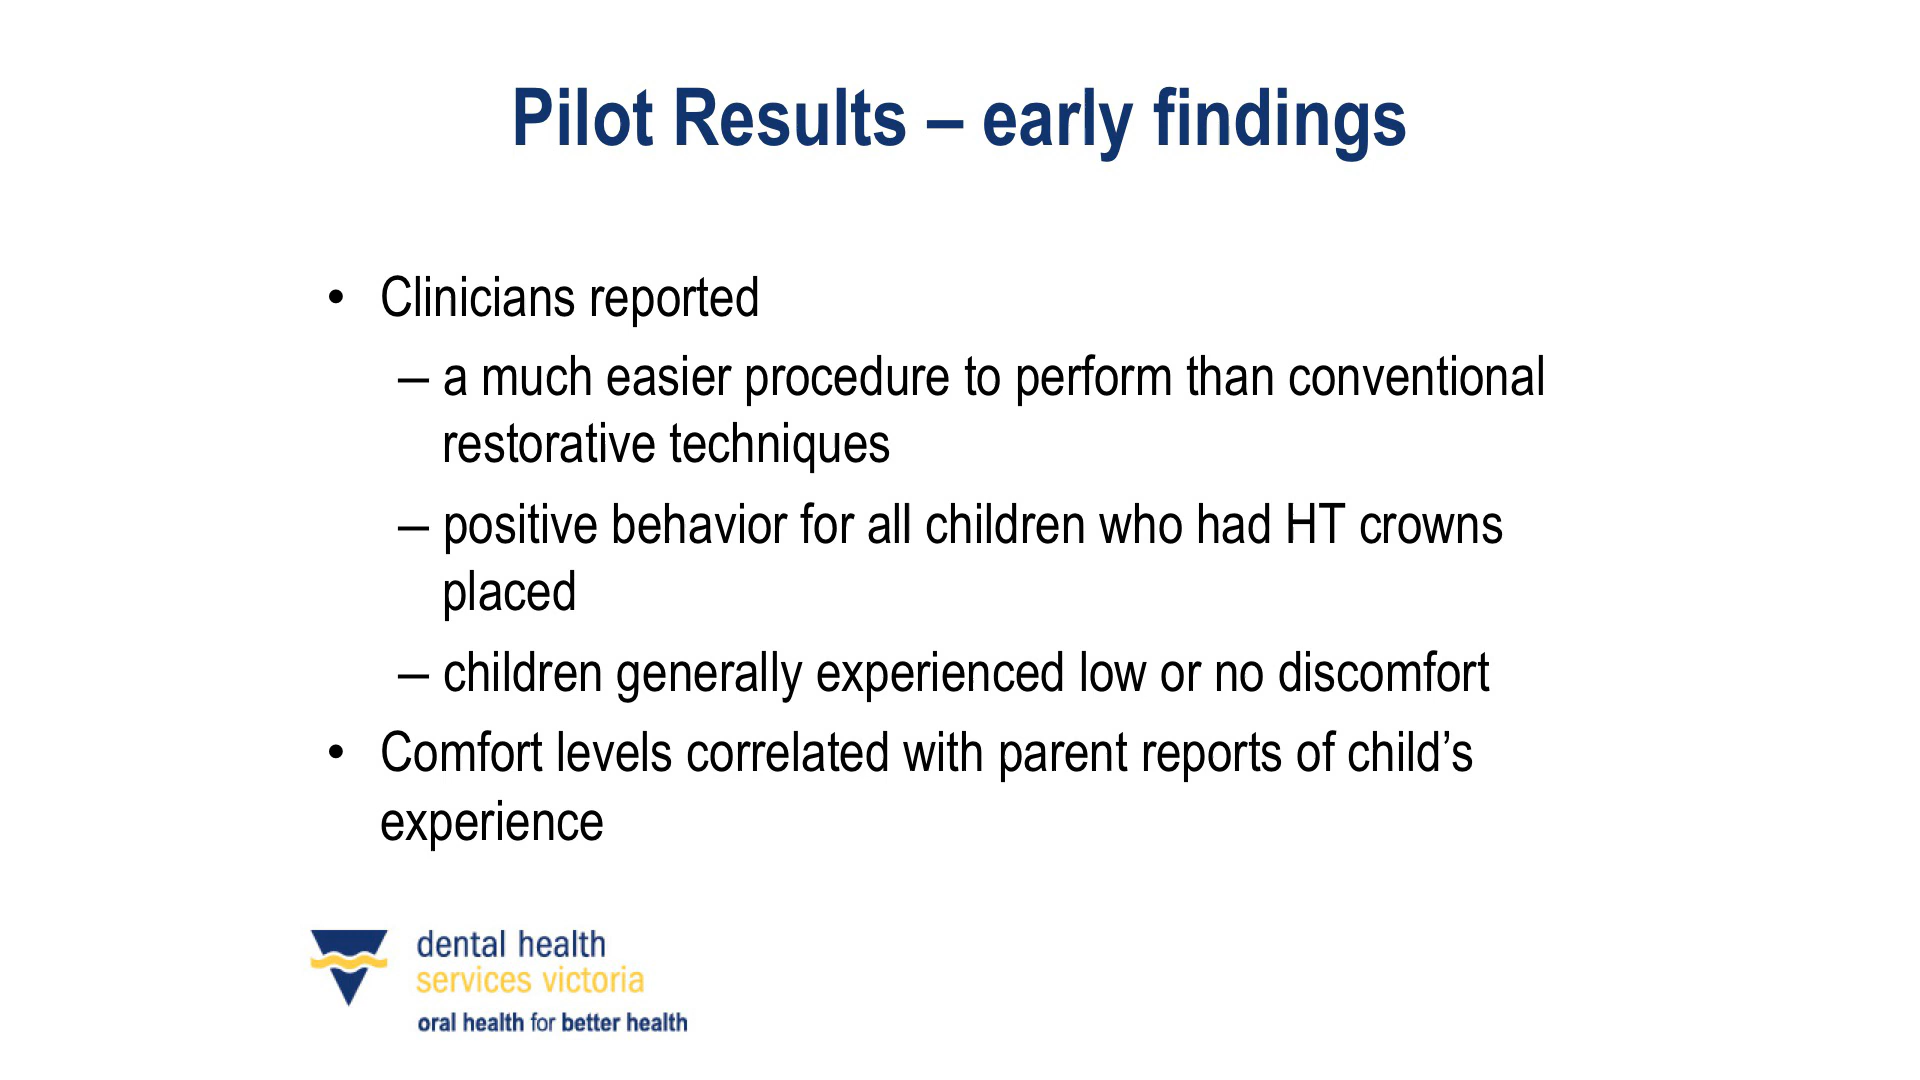 Pilot Results – early findings
• Clinicians reported
– a much easier procedure to perform than conventional
restorative techniques
– positive behavior for all children who had HT crowns
placed
– children generally experienced low or no discomfort
• Comfort levels correlated with parent reports of child’s
experience
dental health
services victoria
oral health for better health